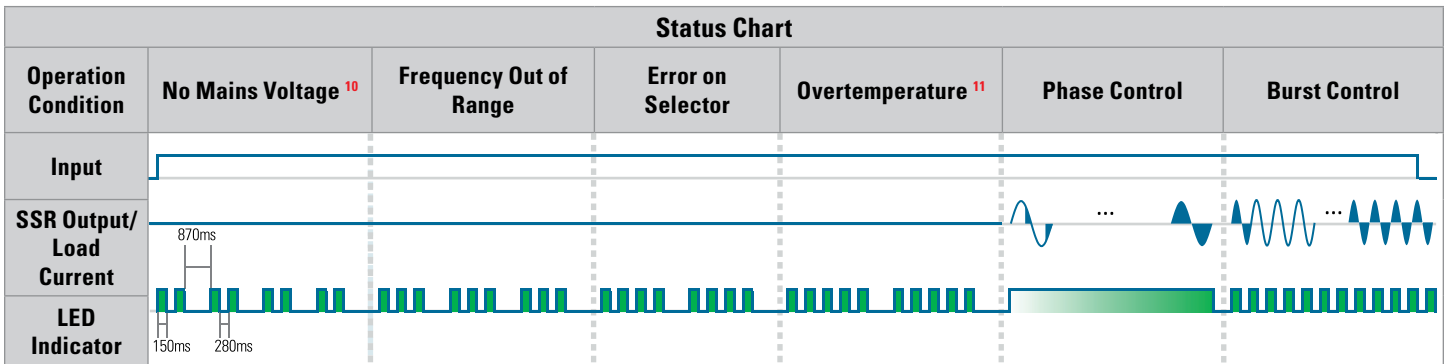 Status Chart
Operation
Condition
No Mains Voltage 10
Frequency Out of
Range
Error on
Selector
Overtemperature 11
Phase Control
Burst Control
Input
SSR Output/
Load
Current
870ms
...
...
LED
Indicator
150ms
280ms